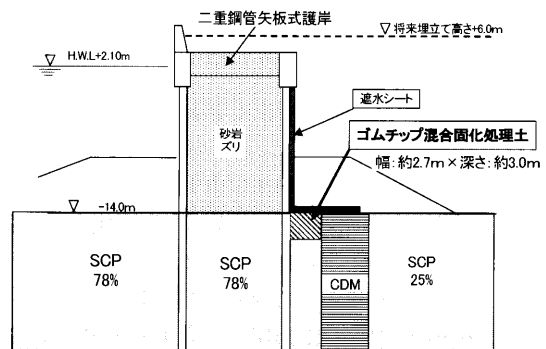 二重鋼管矢板式護岸
▽将来埋立て高さ+6.0m
H.W.L+2.10m
遮水シート
砂岩
ズリ
ゴムチップ混合固化処理土
幅:約2.7m×深さ:約3.0m
-14.0m
SCP
78%
SCP
78%
CDM
SCP
25%